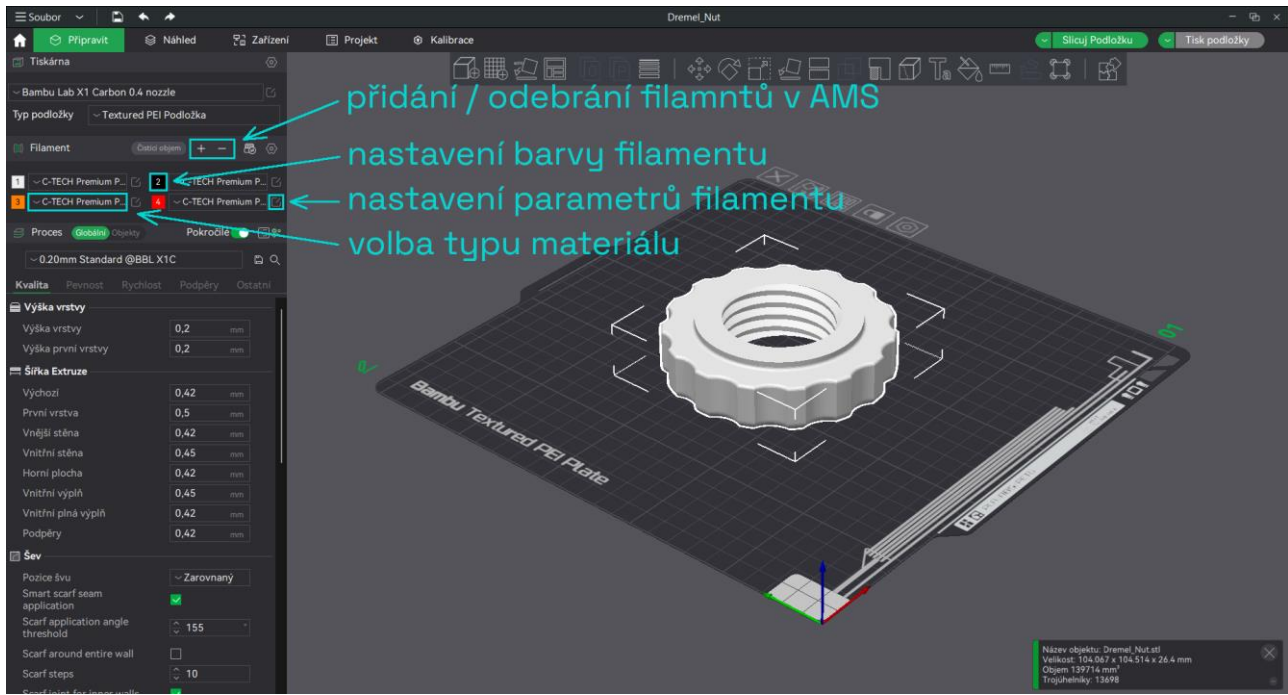 Soubor
Dremel_Nut
Připravit
Náhled
Zařízení
Projekt
Kalibrace
Slicuj Podložku
Tisk podložky
Tiskárna
Bambu Lab X1 Carbon 0.4 nozzle
Typ podložky
Textured PEI Podložka
Filament
Čisticí objem
+ -
1 C-TECH Premium P...
2 C-TECH Premium P...
3 C-TECH Premium P...
4 C-TECH Premium P...
přidání / odebrání filamntů v AMS
nastavení barvy filamentu
nastavení parametrů filamentu
volba typu materiálu
Proces
Globální
Objekty
Pokročilé
0.20mm Standard @BBL X1C
Kvalita
Pevnost
Rychlost
Podpěry
Ostatní
Výška vrstvy
Výška vrstvy 0,2 mm
Výška první vrstvy 0,2 mm
Šířka Extruze
Výchozí 0,42 mm
První vrstva 0,5 mm
Vnější stěna 0,42 mm
Vnitřní stěna 0,45 mm
Horní plocha 0,42 mm
Vnitřní výplň 0,45 mm
Vnitřní plná výplň 0,42 mm
Podpěry 0,42 mm
Šev
Pozice švu Zarovnaný
Smart scarf seam
application
Scarf application angle
threshold 155 °
Scarf around entire wall
Scarf steps 10
Scarf joint for inner walls
Bambu Textured PEI Plate
01
Název objektu: Dremel_Nut.stl
Velikost: 104.067 x 104.514 x 26.4 mm
Objem 139714 mm³
Trojúhelníky: 13698